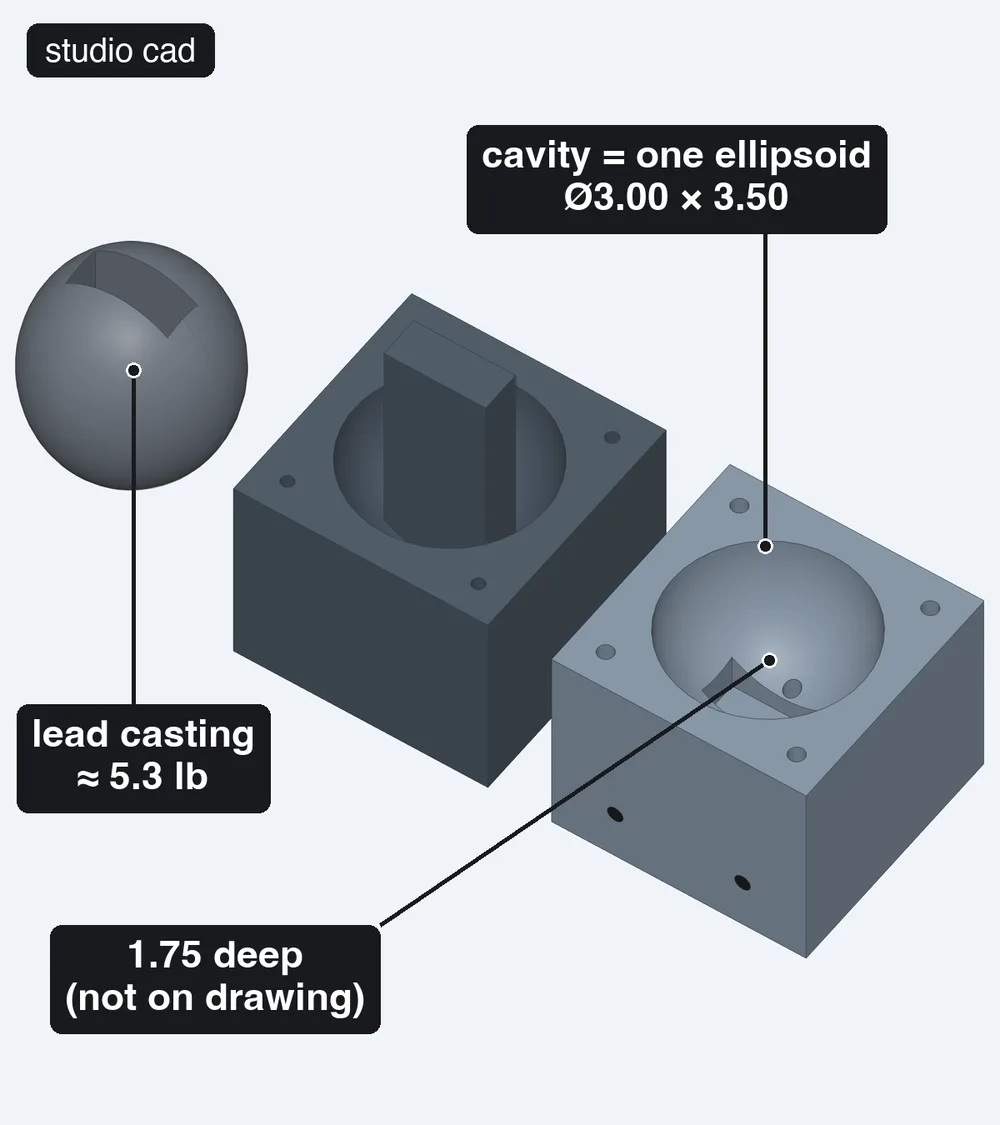 studio cad
cavity = one ellipsoid
Ø3.00 × 3.50
lead casting
≈ 5.3 lb
1.75 deep
(not on drawing)